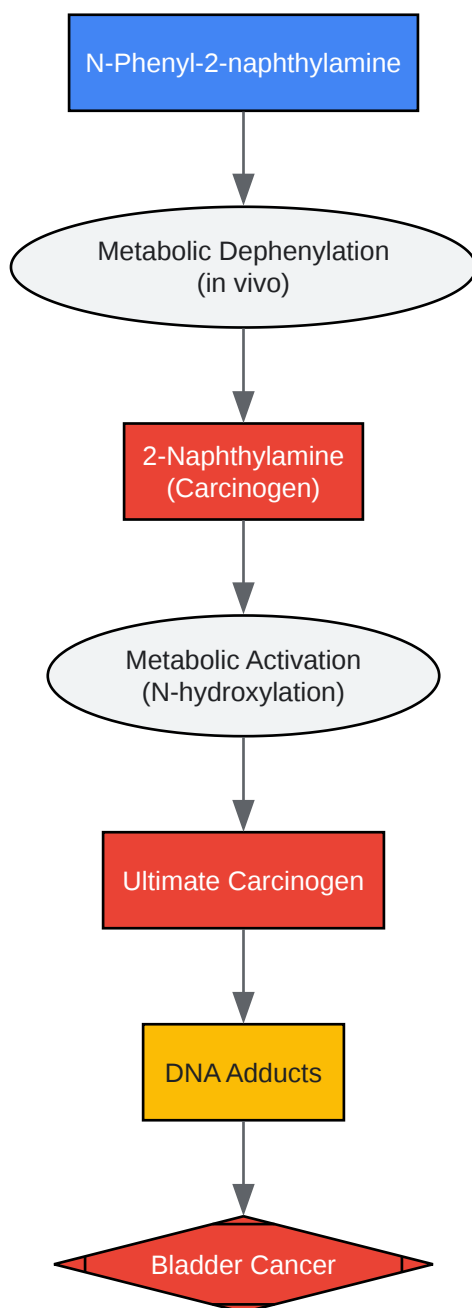 N-Phenyl-2-naphthylamine
Metabolic Dephenylation
(in vivo)
2-Naphthylamine
(Carcinogen)
Metabolic Activation
(N-hydroxylation)
Ultimate Carcinogen
DNA Adducts
Bladder Cancer